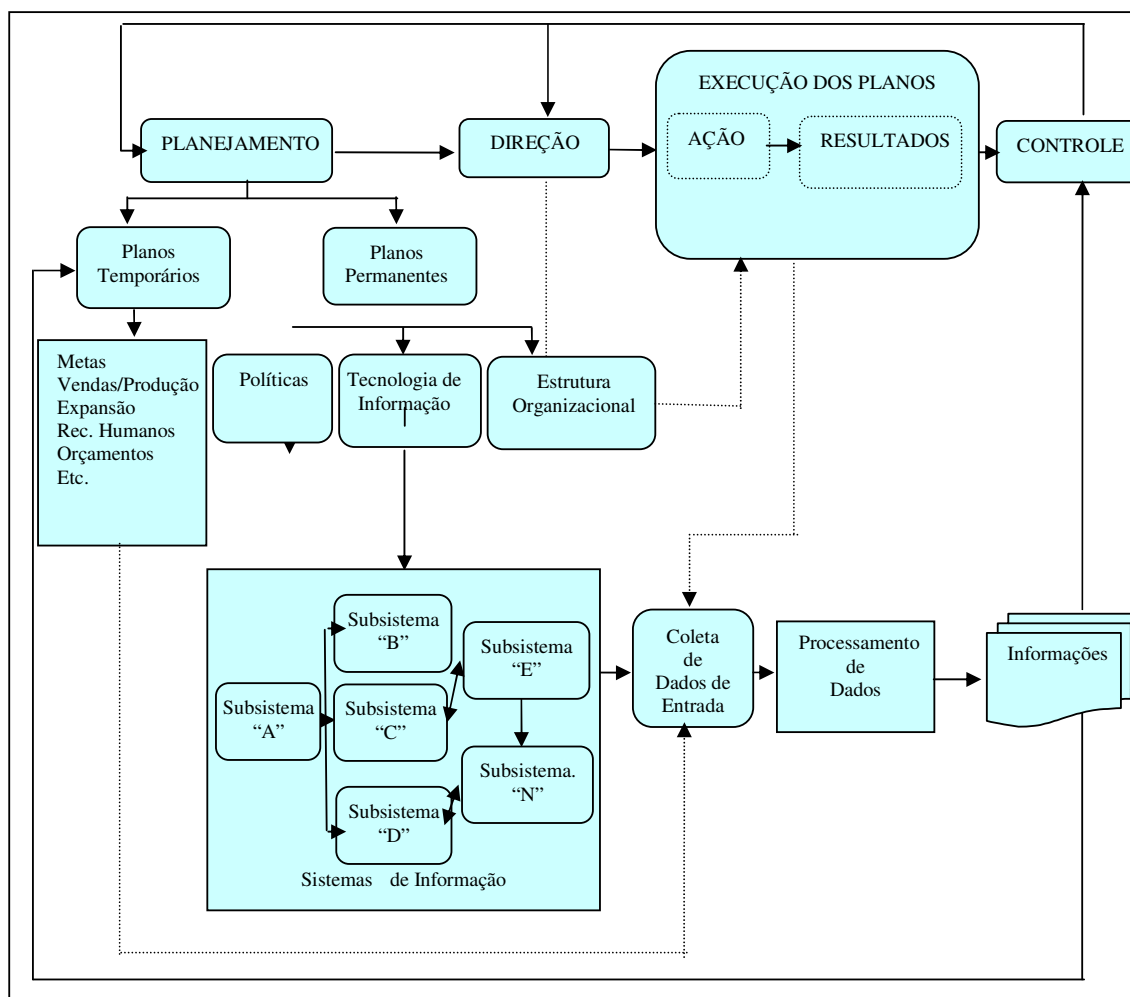 EXECUÇÃO DOS PLANOS
PLANEJAMENTO
DIREÇÃO
AÇÃO
RESULTADOS
CONTROLE
Planos
Temporários
Planos
Permanentes
Metas
Vendas/Produção
Expansão
Rec. Humanos
Orçamentos
Etc.
Políticas
Tecnologia de
Informação
Estrutura
Organizacional
Subsistema
“B”
Subsistema
“E”
Subsistema
“A”
Subsistema
“C”
Subsistema.
“N”
Subsistema
“D”
Sistemas de Informação
Coleta
de
Dados de
Entrada
Processamento
de
Dados
Informações